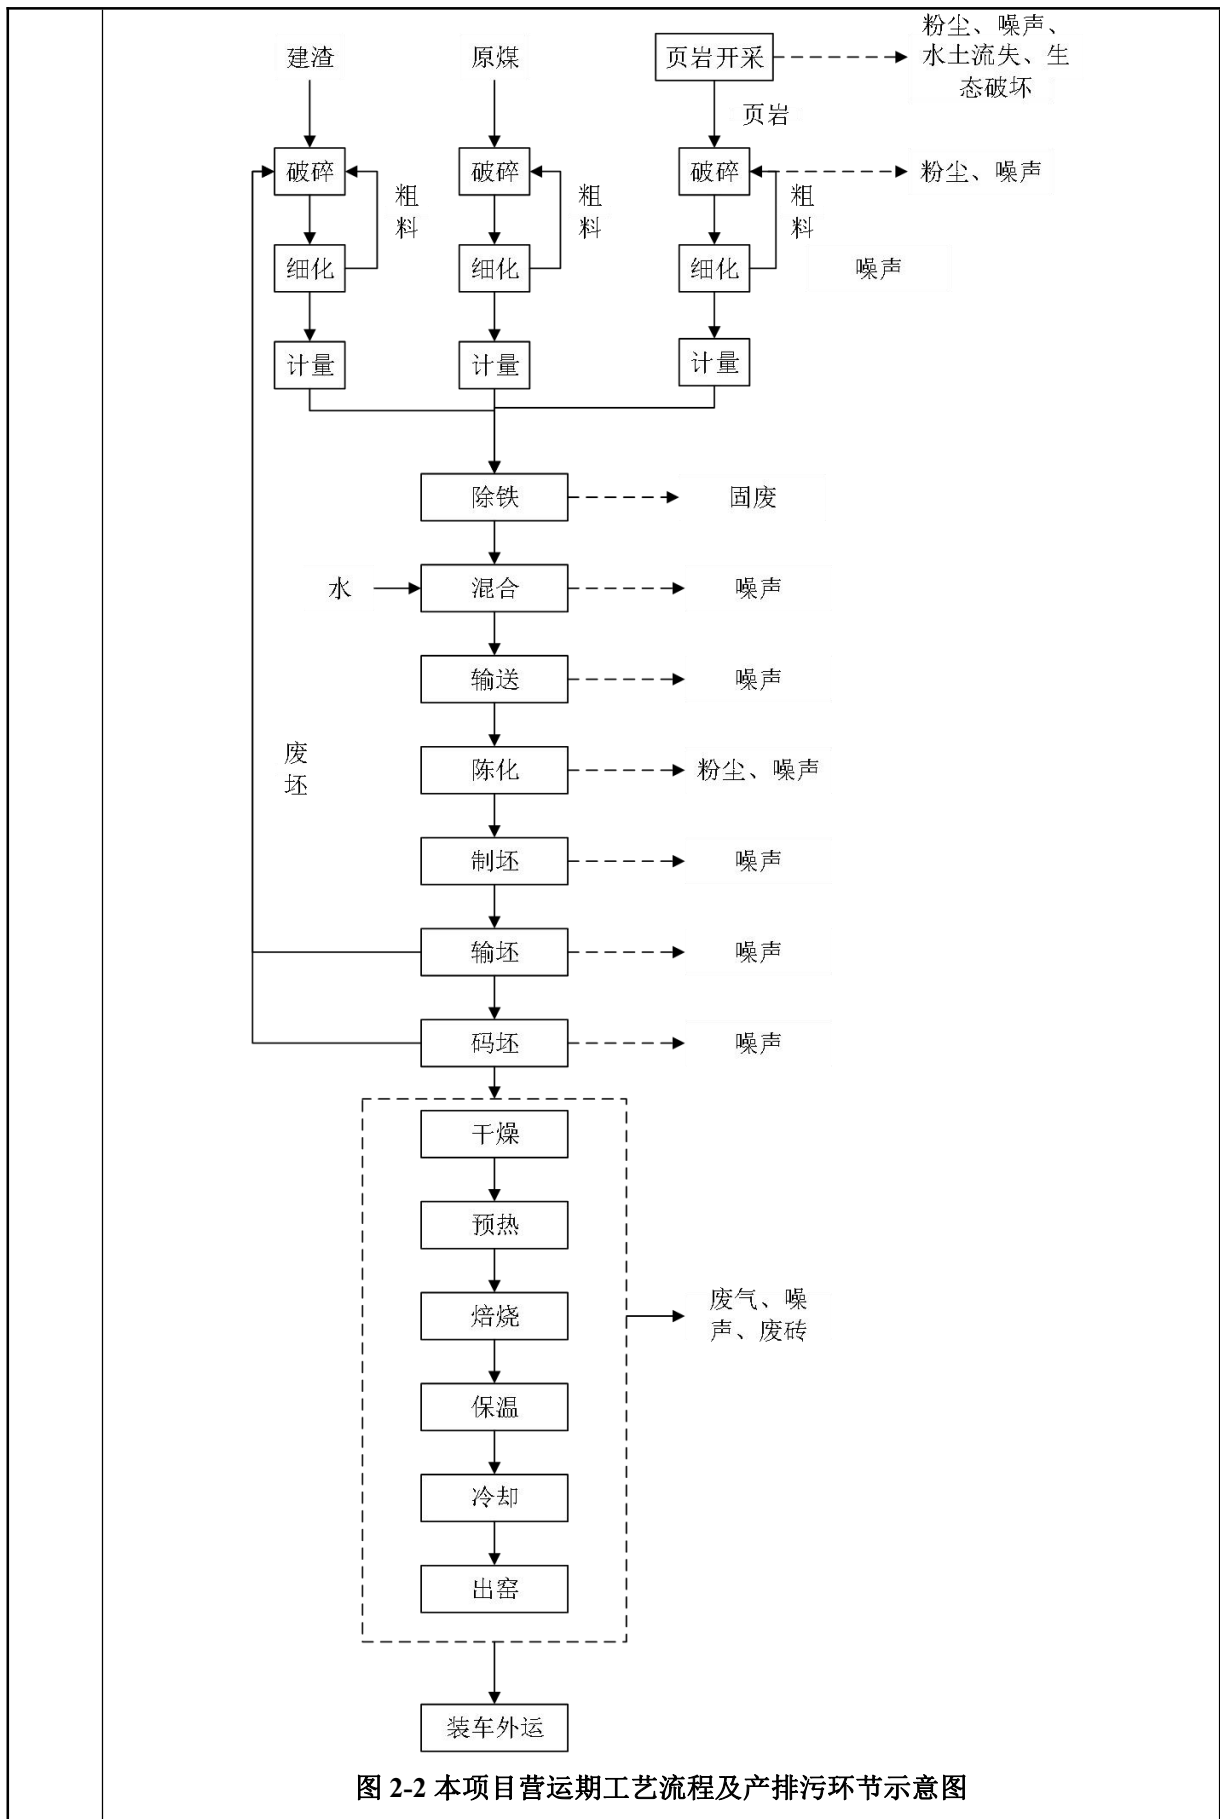 建渣
原煤
页岩开采
粉尘、噪声、
水土流失、生
态破坏
页岩
破碎
粗
料
破碎
粗
料
破碎
粗
料
粉尘、噪声
细化
细化
细化
噪声
计量
计量
计量
除铁
固废
水
混合
噪声
输送
噪声
废
坯
陈化
粉尘、噪声
制坯
噪声
输坯
噪声
码坯
噪声
干燥
预热
焙烧
废气、噪
声、废砖
保温
冷却
出窑
装车外运
图 2-2 本项目营运期工艺流程及产排污环节示意图